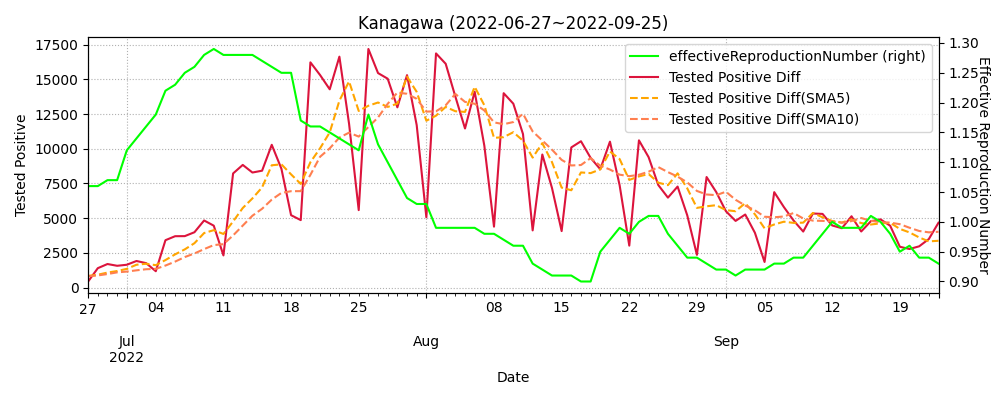 Kanagawa (2022-06-27~2022-09-25)
effectiveReproductionNumber (right)
Tested Positive Diff
Tested Positive Diff(SMA5)
Tested Positive Diff(SMA10)
Tested Positive
17500
15000
12500
10000
7500
5000
2500
0
1.30
1.25
1.20
1.15
1.10
1.05
1.00
0.95
0.90
Effective Reproduction Number
27 04 11 18 25 08 15 22 29 05 12 19
Jul Aug Sep
2022
Date